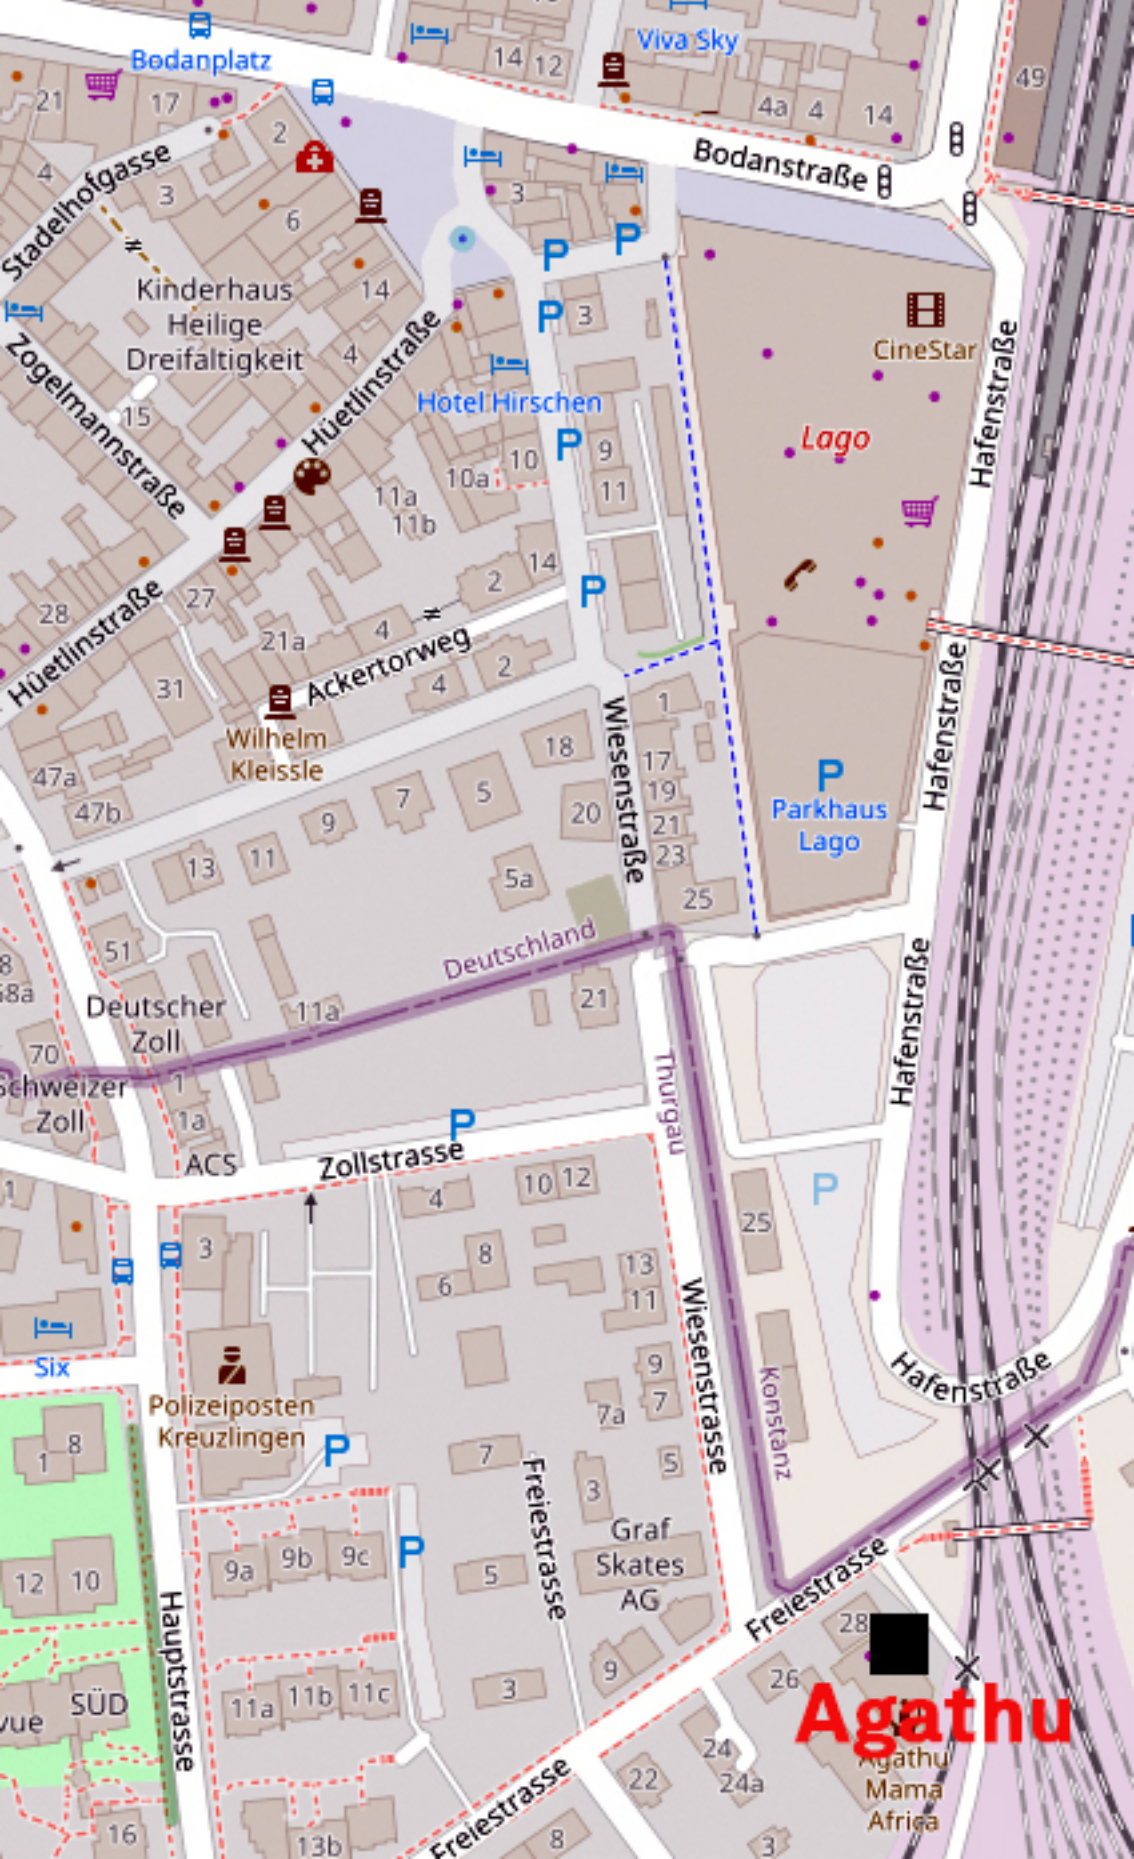 Viva Sky
14
12
Bodanplatz
49
21
17
4a
4
14
2
Bodanstraße
4
3
3
Stadelhofgasse
6
Kinderhaus
Heilige
Dreifaltigkeit
14
P
P
P
3
CineStar
4
Zogelmannstraße
Hüetlinstraße
Hotel Hirschen
Hafenstraße
15
Lago
P
9
10
10a
11
11a
11b
14
2
P
27
28
Hüetlinstraße
4
21a
Ackertorweg
2
4
31
1
Hafenstraße
Wilhelm
Kleissle
18
Wiesenstraße
17
P
47a
5
7
19
Parkhaus
Lago
47b
9
20
21
23
13
11
5a
25
51
Deutschland
Hafenstraße
8
68a
Deutscher
Zoll
11a
21
70
Schweizer
Zoll
1
1a
Thurgau
P
ACS
Zollstrasse
1
4
10
12
P
25
3
8
6
13
11
Wiesenstrasse
Six
9
7
7a
Hafenstraße
Konstanz
Polizeiposten
Kreuzlingen
8
1
P
7
5
Freiestrasse
3
Graf
Skates
AG
P
9a
9b
9c
5
12
10
Freiestrasse
28
Hauptstrasse
9
26
11a
11b
11c
3
SÜD
vue
Agathu
24
24a
22
Agathu
Mama
Africa
Freiestrasse
16
13b
8
3